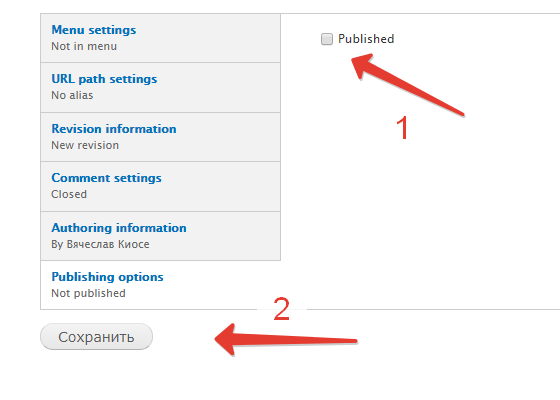 Menu settings
Not in menu
Published
URL path settings
No alias
1
Revision information
New revision
Comment settings
Closed
Authoring information
By Вячеслав Киосе
Publishing options
Not published
2
Сохранить